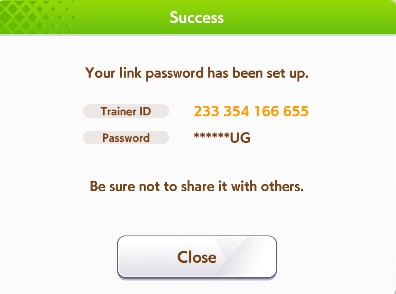 Success
Your link password has been set up.
Trainer ID 233 354 166 655
Password ******UG
Be sure not to share it with others.
Close